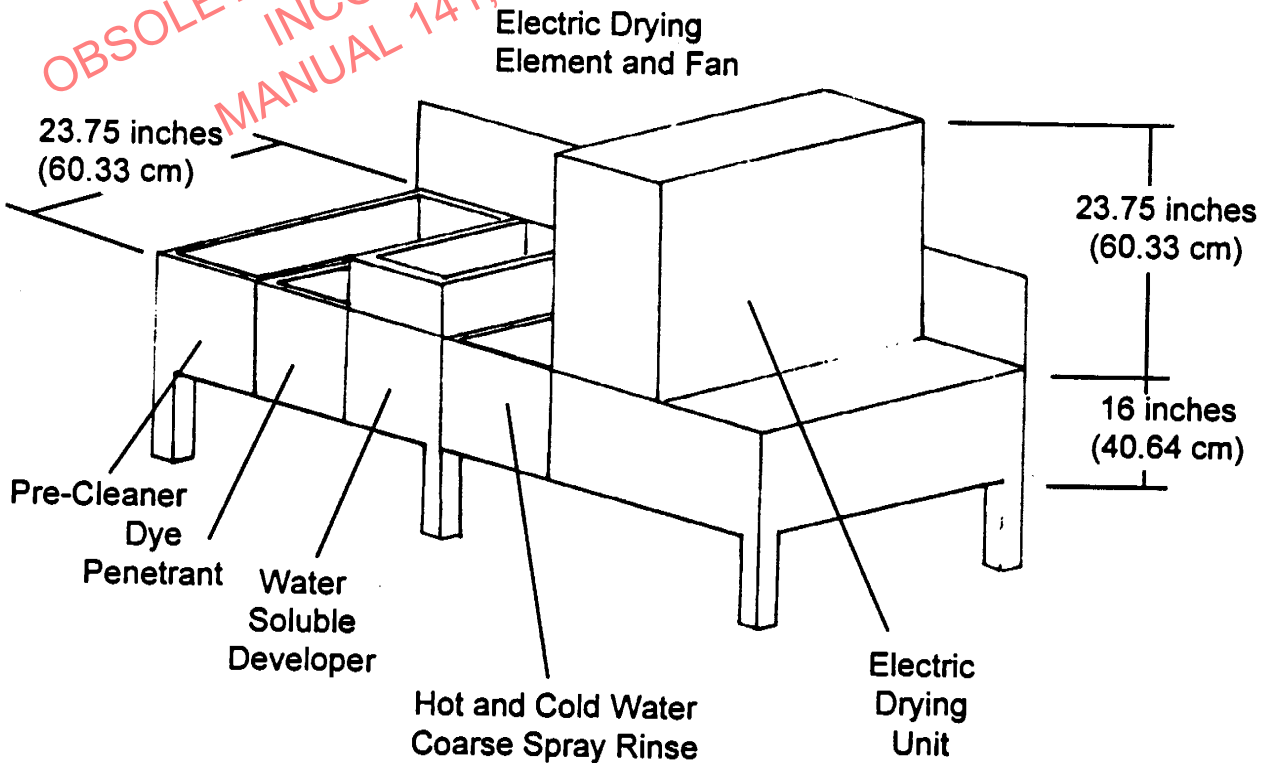 OBSOLE
INC
MANUAL 141,
Electric Drying
Element and Fan
23.75 inches
(60.33 cm)
23.75 inches
(60.33 cm)
16 inches
(40.64 cm)
Pre-Cleaner
Dye
Penetrant
Water
Soluble
Developer
Hot and Cold Water
Coarse Spray Rinse
Electric
Drying
Unit